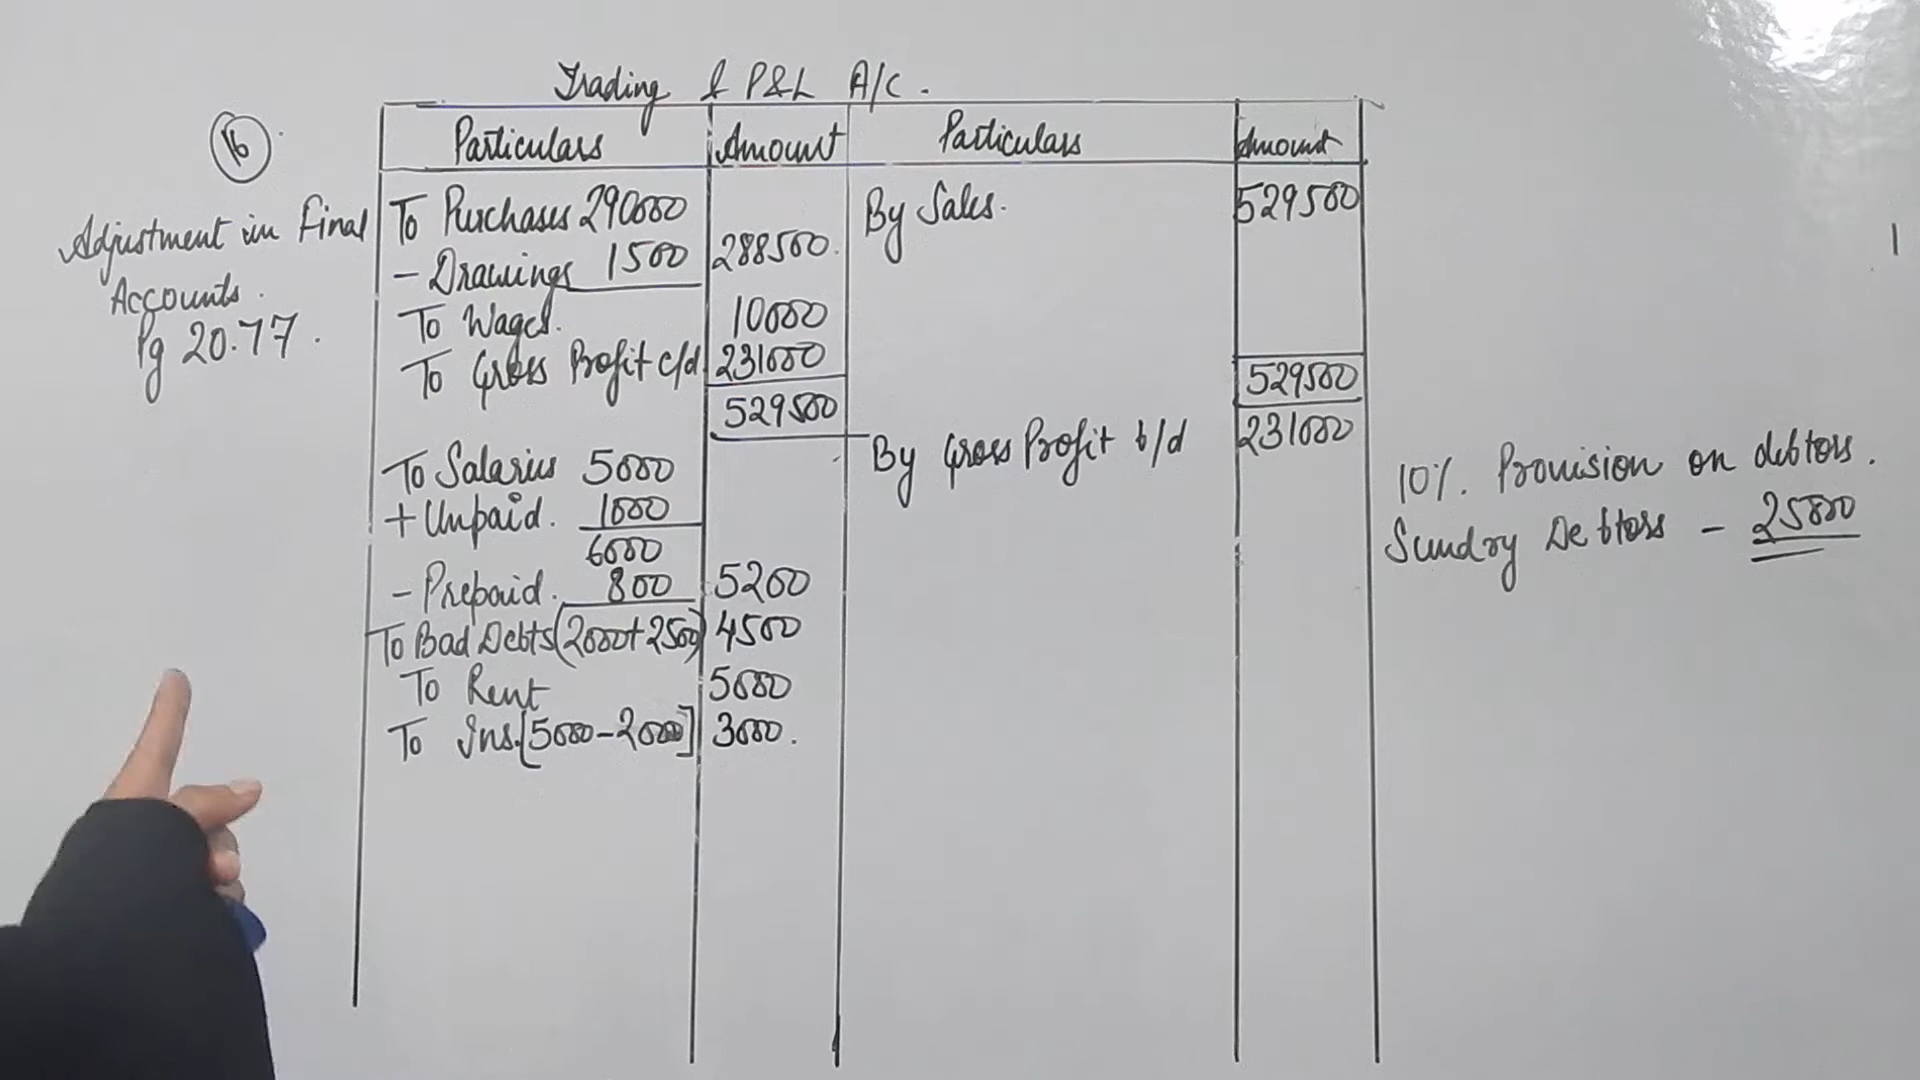 Trading & P&L A/C.
16
Adjustment in Final
Accounts.
Pg 20.77.
Particulars Amount Particulars Amount
To Purchases 290000 By Sales. 529500
- Drawings 1500 288500.
To Wages. 10000
To Gross Profit c/d 231000
529500 529500
By Gross Profit b/d 231000
To Salaries 5000
+ Unpaid. 1000
6000
- Prepaid. 800 5200
To Bad Debts (2000+2500) 4500
To Rent 5000
To Ins. [5000-2000] 3000.
10%. Provision on debtors.
Sundry Debtors - 25000